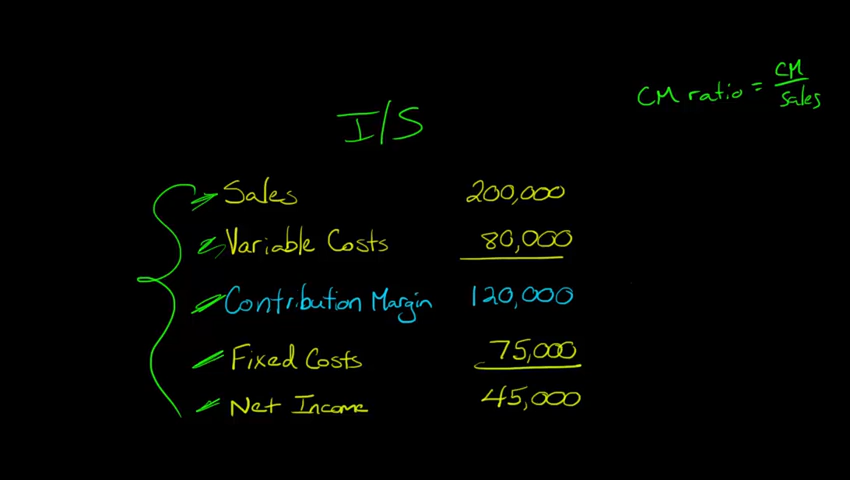 CM ratio = CM / Sales
I/S
Sales 200,000
Variable Costs 80,000
Contribution Margin 120,000
Fixed Costs 75,000
Net Income 45,000